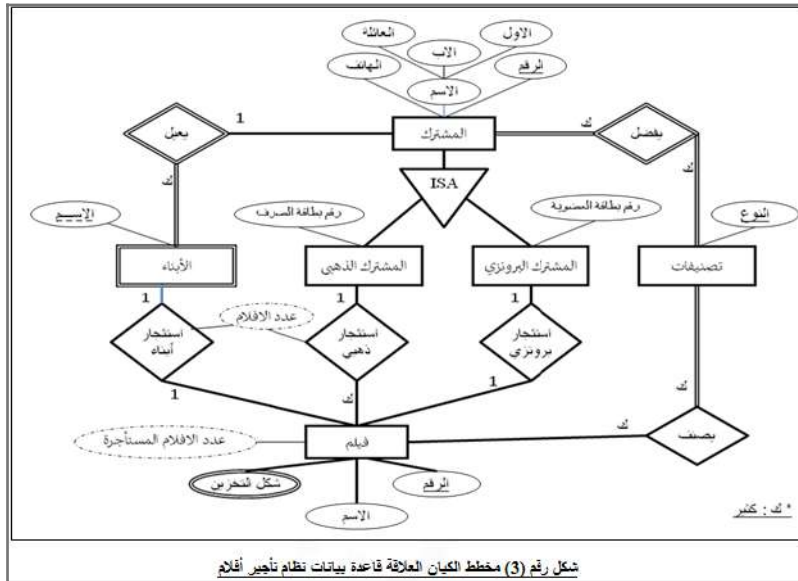 العائلة
الاول
الاب
الهاتف
الرقم
الاسم
يعيل
1
المشترك
ك
يفضل
ك
ISA
ك
الاسم
رقم بطاقة الصرف
رقم بطاقة العضوية
النوع
الأبناء
المشترك الذهبي
المشترك البرونزي
تصنيفات
1
1
1
عدد الافلام
استئجار أبناء
استئجار ذهبي
استئجار برونزي
1
ك
1
ك
عدد الافلام المستأجرة
فيلم
ك
يصنف
شكل التخزين
الرقم
الاسم
* ك : كثير
شكل رقم (3) مخطط الكيان العلاقة قاعدة بيانات نظام تأجير أفلام